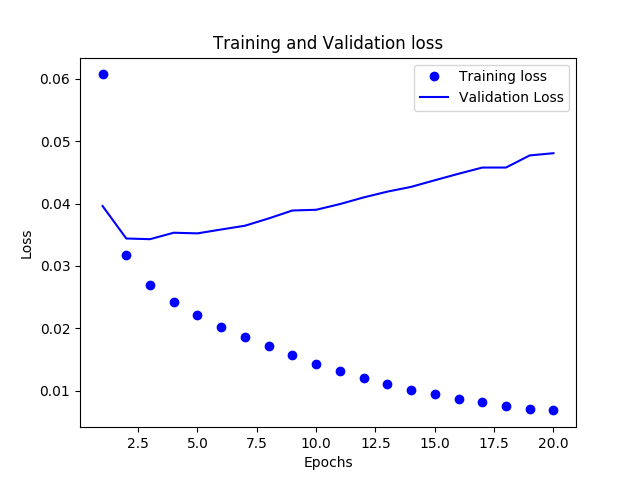 Training and Validation loss
Training loss
Validation Loss
0.06
0.05
0.04
0.03
0.02
0.01
Loss
2.5 5.0 7.5 10.0 12.5 15.0 17.5 20.0
Epochs